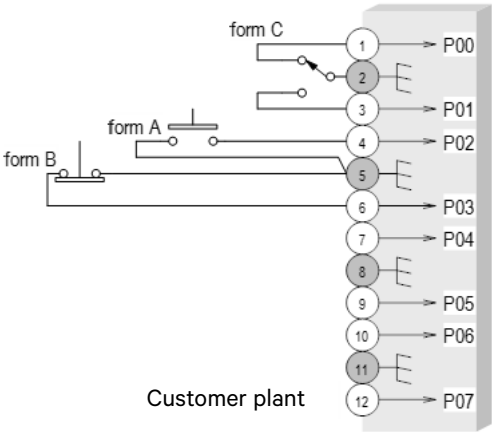 form C
1 P00
2
3 P01
form A
4 P02
form B
5
6 P03
7 P04
8
9 P05
10 P06
11
Customer plant
12 P07